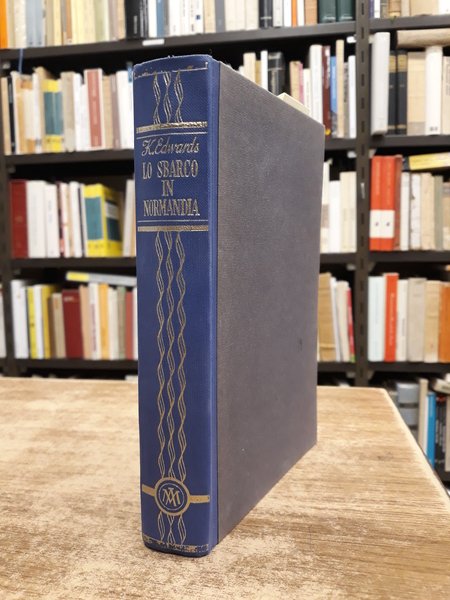 K. Edwards
LO SBARCO
IN
NORMANDIA